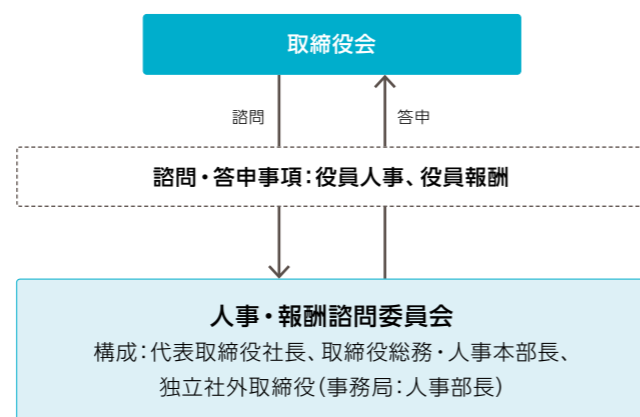 取締役会
諮問
答申
諮問・答申事項：役員人事、役員報酬
人事・報酬諮問委員会
構成：代表取締役社長、取締役総務・人事本部長、
独立社外取締役（事務局：人事部長）